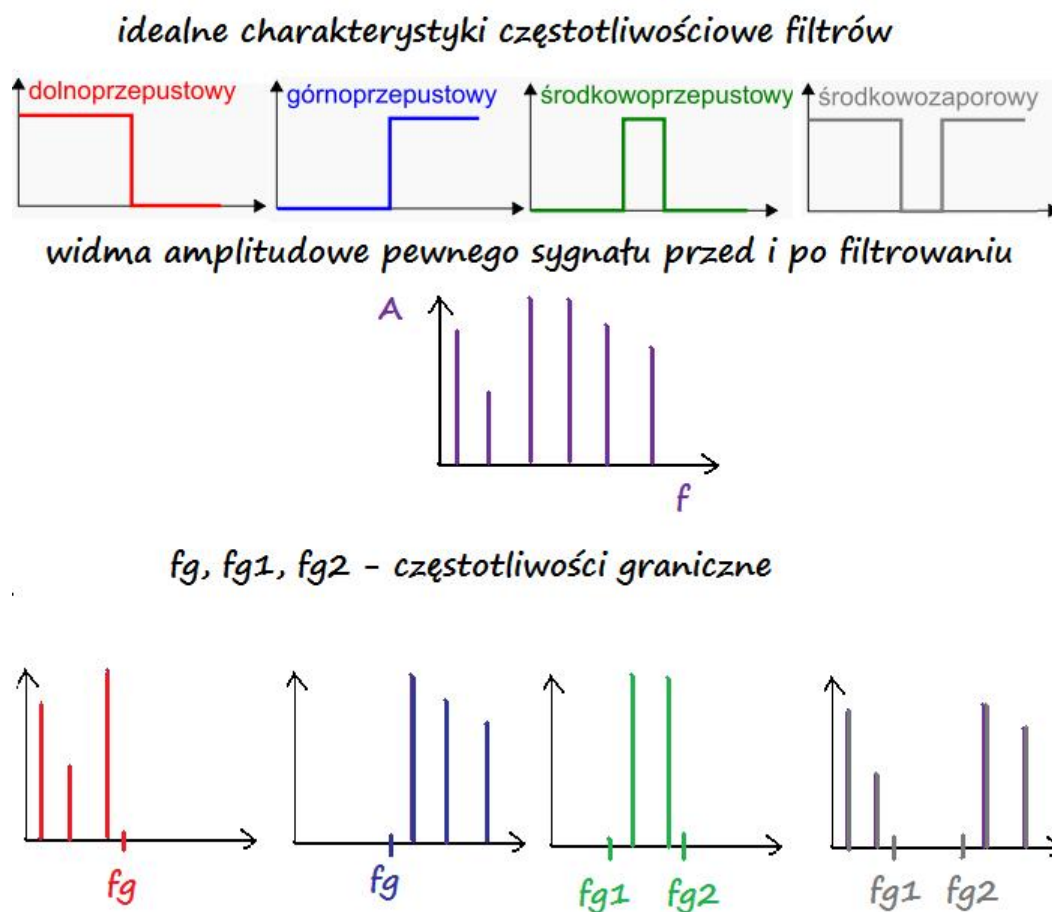 idealne charakterystyki częstotliwościowe filtrów
dolnoprzepustowy
górnoprzepustowy
środkowoprzepustowy
środkowozaporowy
widma amplitudowe pewnego sygnału przed i po filtrowaniu
A
f
fg, fg1, fg2 - częstotliwości graniczne
fg
fg
fg1
fg2
fg1
fg2